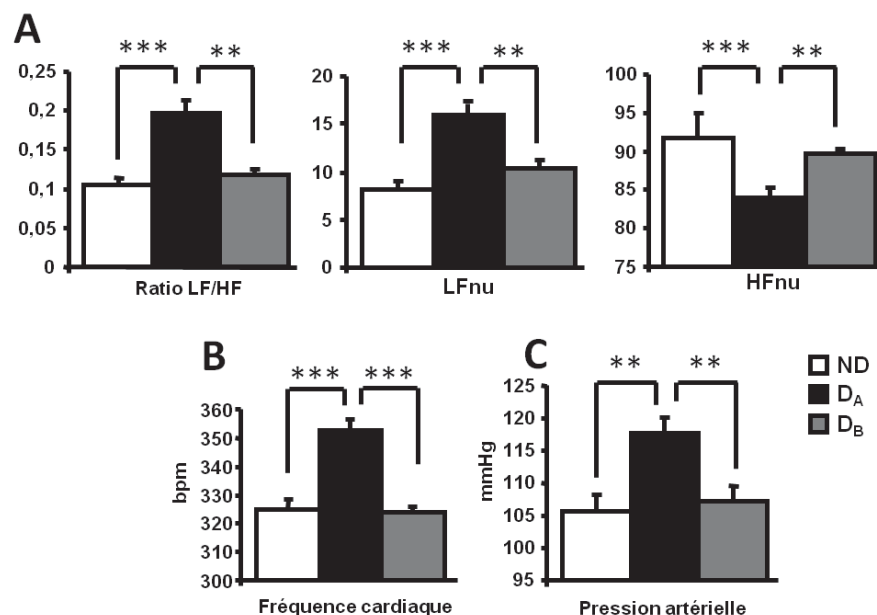 A
*** ** *** ** *** **
0,25 20 100
0,2 15 95
0,15 10 90
0,1 5 85
0,05 80
0 0 75
Ratio LF/HF LFnu HFnu
B
*** ***
bpm
360
350
340
330
320
310
300
Fréquence cardiaque
C
** **
mmHg
125
120
115
110
105
100
95
Pression artérielle
ND
D_A
D_B